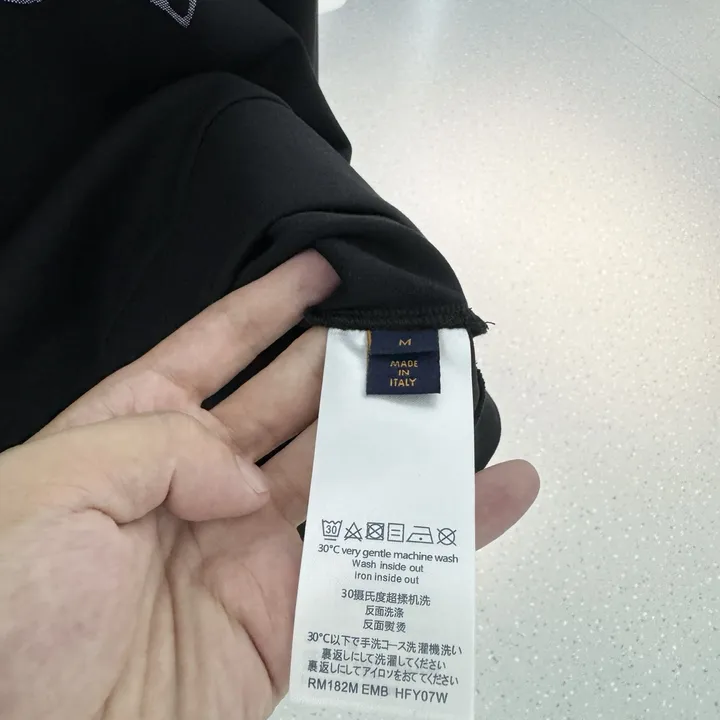 M
MADE
IN
ITALY
30
30°C very gentle machine wash
Wash inside out
Iron inside out
30摄氏度超揉机洗
反面洗涤
反面熨烫
30°C以下で手洗コース洗濯機洗い
裏返しにして洗濯してください
裏返しにしてアイロソをおてください
RM182M EMB HFY07W